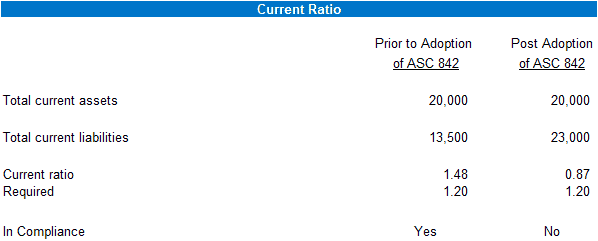 Current Ratio
Prior to Adoption Post Adoption
of ASC 842 of ASC 842
Total current assets 20,000 20,000
Total current liabilities 13,500 23,000
Current ratio 1.48 0.87
Required 1.20 1.20
In Compliance Yes No